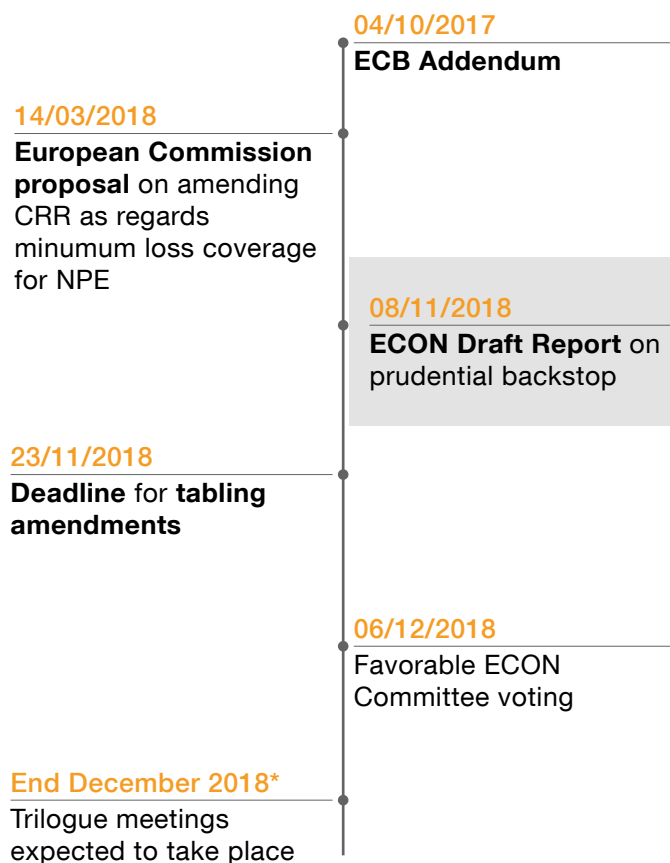 04/10/2017
ECB Addendum
14/03/2018
European Commission
proposal on amending
CRR as regards
minumum loss coverage
for NPE
08/11/2018
ECON Draft Report on
prudential backstop
23/11/2018
Deadline for tabling
amendments
06/12/2018
Favorable ECON
Committee voting
End December 2018*
Trilogue meetings
expected to take place